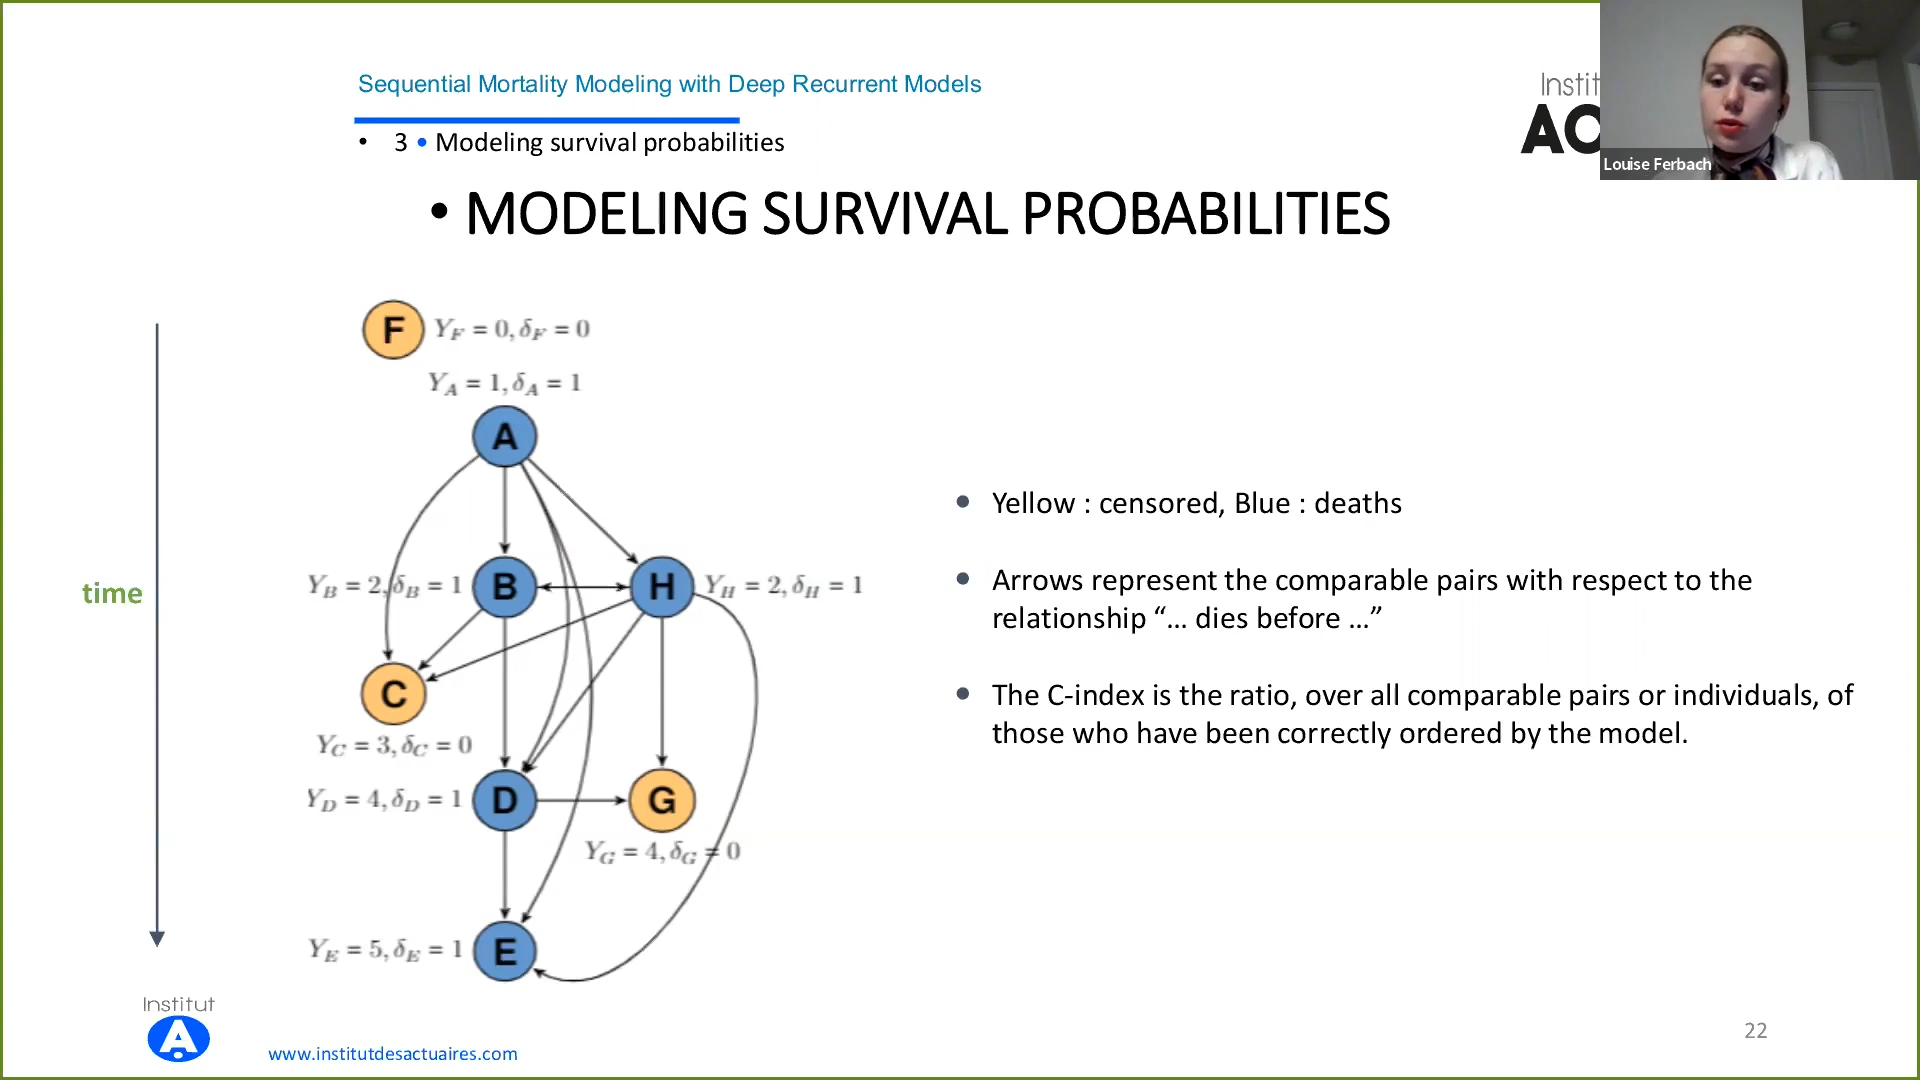 Sequential Mortality Modeling with Deep Recurrent Models
• 3 • Modeling survival probabilities
Instit
AC
Louise Ferbach
• MODELING SURVIVAL PROBABILITIES
F
Y_F = 0, δ_F = 0
Y_A = 1, δ_A = 1
A
time
Y_B = 2, δ_B = 1
B
H
Y_H = 2, δ_H = 1
C
Y_C = 3, δ_C = 0
Y_D = 4, δ_D = 1
D
G
Y_G = 4, δ_G = 0
Y_E = 5, δ_E = 1
E
• Yellow : censored, Blue : deaths
• Arrows represent the comparable pairs with respect to the
relationship “... dies before ...”
• The C-index is the ratio, over all comparable pairs or individuals, of
those who have been correctly ordered by the model.
Institut
A
www.institutdesactuaires.com
22